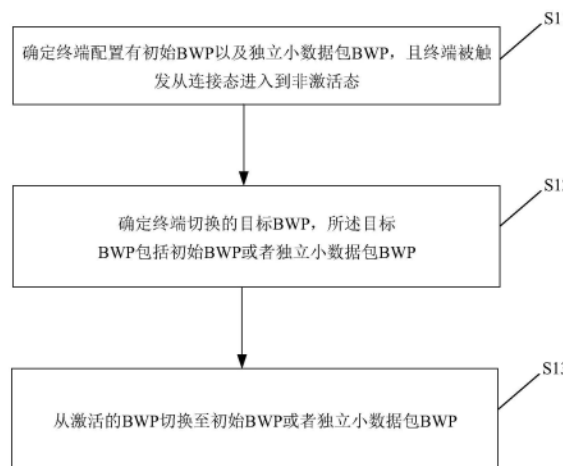 S11
确定终端配置有初始BWP以及独立小数据包BWP，且终端被触
发从连接态进入到非激活态
S12
确定终端切换的目标BWP，所述目标
BWP包括初始BWP或者独立小数据包BWP
S13
从激活的BWP切换至初始BWP或者独立小数据包BWP